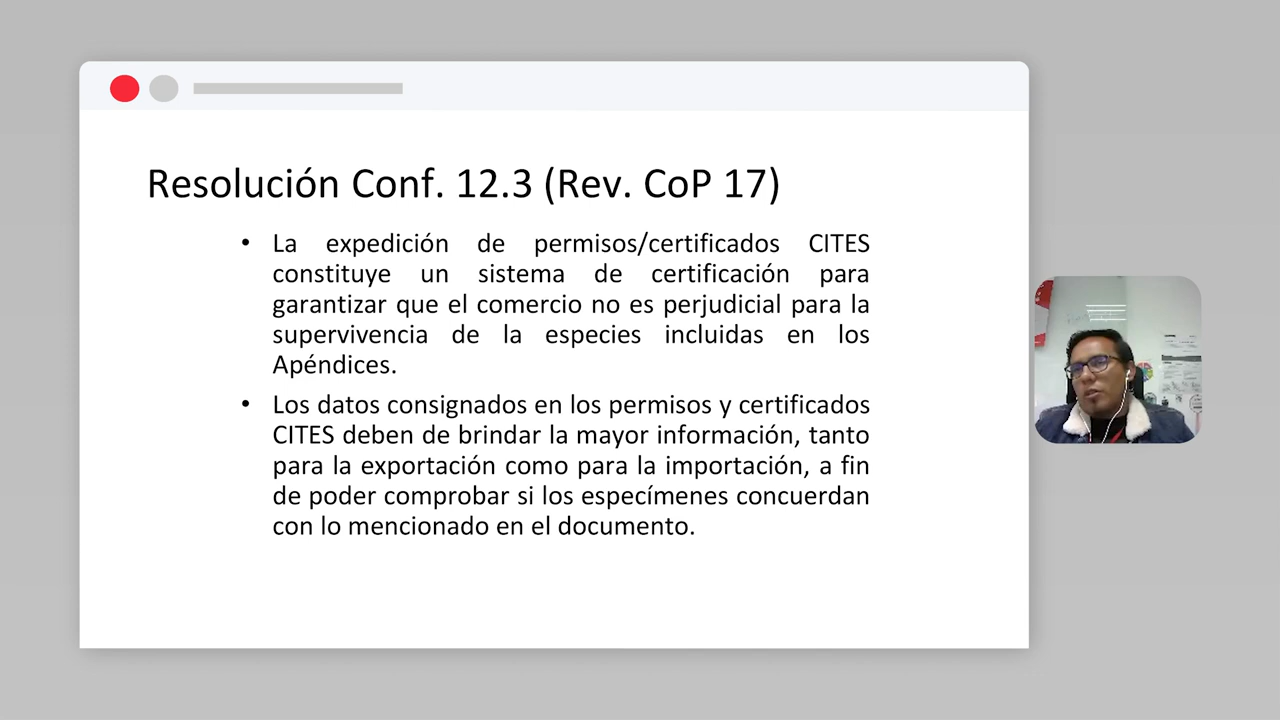 Resolución Conf. 12.3 (Rev. CoP 17)
• La expedición de permisos/certificados CITES
constituye un sistema de certificación para
garantizar que el comercio no es perjudicial para la
supervivencia de la especies incluidas en los
Apéndices.
• Los datos consignados en los permisos y certificados
CITES deben de brindar la mayor información, tanto
para la exportación como para la importación, a fin
de poder comprobar si los especímenes concuerdan
con lo mencionado en el documento.